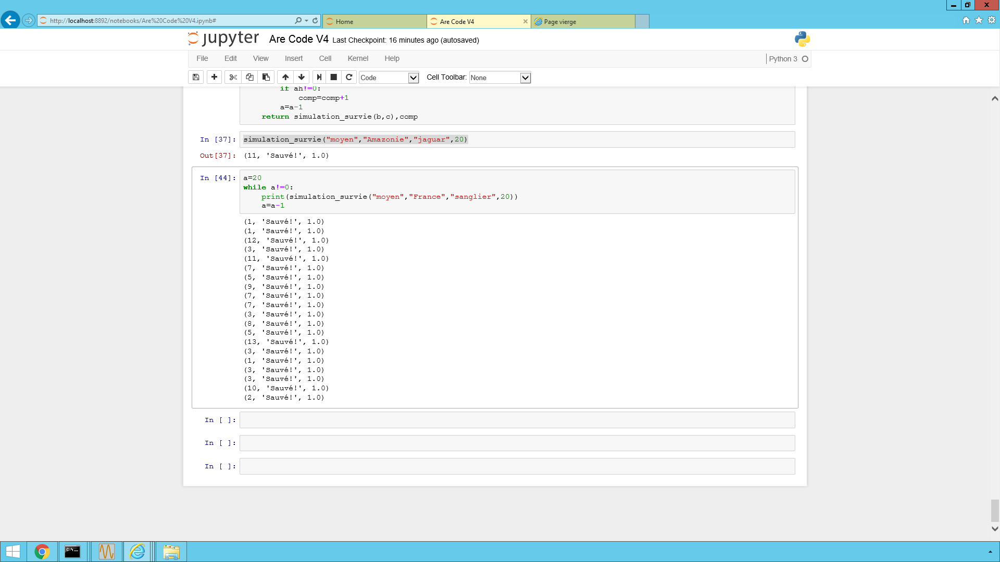 http://localhost:8892/notebooks/Are%20Code%20V4.ipynb#
Home
Are Code V4
Page vierge
jupyter Are Code V4 Last Checkpoint: 16 minutes ago (autosaved)
File Edit View Insert Cell Kernel Help Python 3
Code Cell Toolbar: None
if ah!=0:
comp=comp+1
a=a-1
return simulation_survie(b,c),comp
In [37]: simulation_survie("moyen","Amazonie","jaguar",20)
Out[37]: (11, 'Sauvé!', 1.0)
In [44]: a=20
while a!=0:
print(simulation_survie("moyen","France","sanglier",20))
a=a-1
(1, 'Sauvé!', 1.0)
(1, 'Sauvé!', 1.0)
(12, 'Sauvé!', 1.0)
(3, 'Sauvé!', 1.0)
(11, 'Sauvé!', 1.0)
(7, 'Sauvé!', 1.0)
(5, 'Sauvé!', 1.0)
(9, 'Sauvé!', 1.0)
(7, 'Sauvé!', 1.0)
(7, 'Sauvé!', 1.0)
(3, 'Sauvé!', 1.0)
(8, 'Sauvé!', 1.0)
(5, 'Sauvé!', 1.0)
(13, 'Sauvé!', 1.0)
(3, 'Sauvé!', 1.0)
(1, 'Sauvé!', 1.0)
(3, 'Sauvé!', 1.0)
(3, 'Sauvé!', 1.0)
(10, 'Sauvé!', 1.0)
(2, 'Sauvé!', 1.0)
In [ ]:
In [ ]:
In [ ]:
C:\_